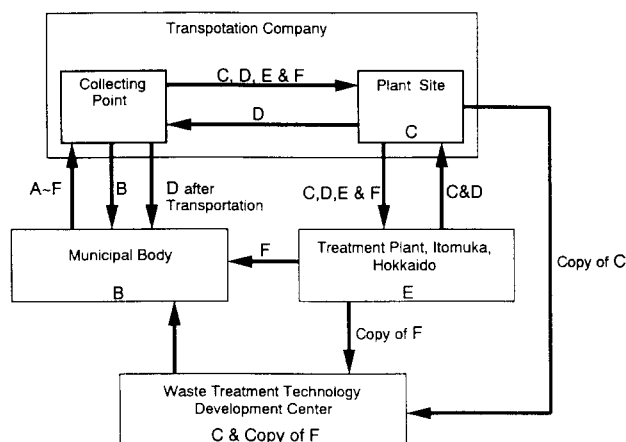 Transpotation Company
Collecting
Point
C, D, E & F
D
Plant Site
C
A~F
B
D after
Transportation
C,D,E & F
C&D
Municipal Body
B
F
Treatment Plant, Itomuka,
Hokkaido
E
Copy of C
Copy of F
Waste Treatment Technology
Development Center
C & Copy of F